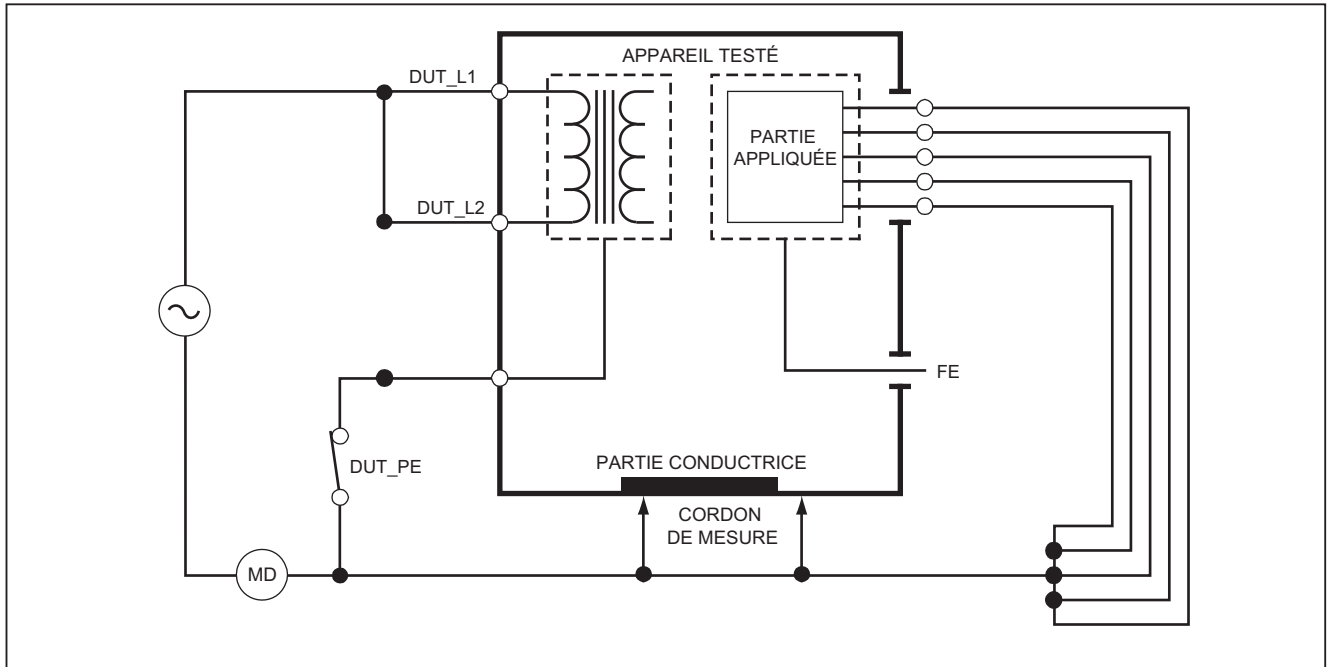 APPAREIL TESTÉ
DUT_L1
PARTIE
APPLIQUÉE
DUT_L2
FE
DUT_PE
PARTIE CONDUCTRICE
CORDON
DE MESURE
MD